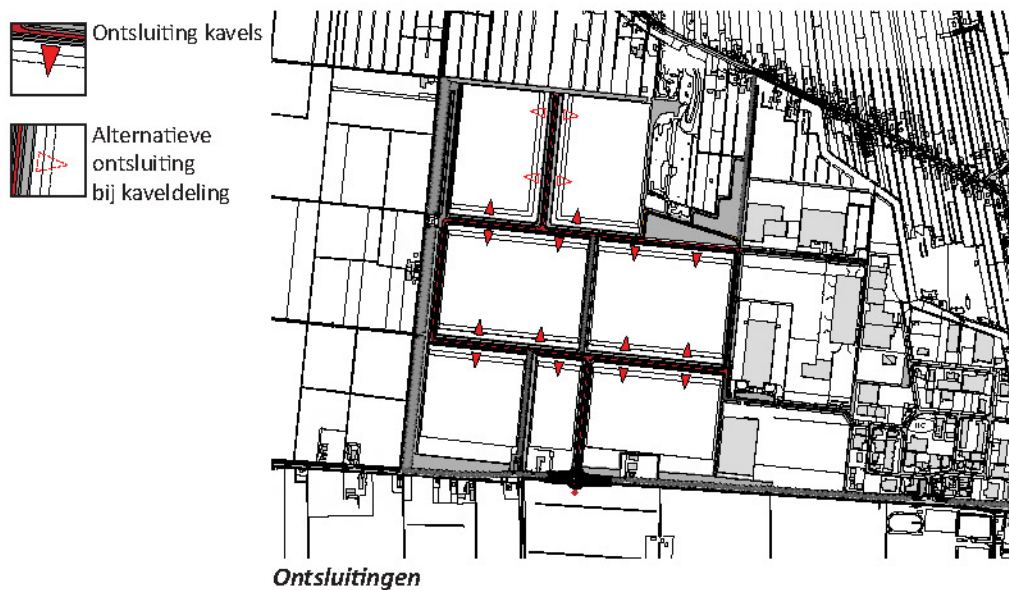 Ontsluiting kavels
Alternatieve
ontsluiting
bij kaveldeling
Ontsluitingen